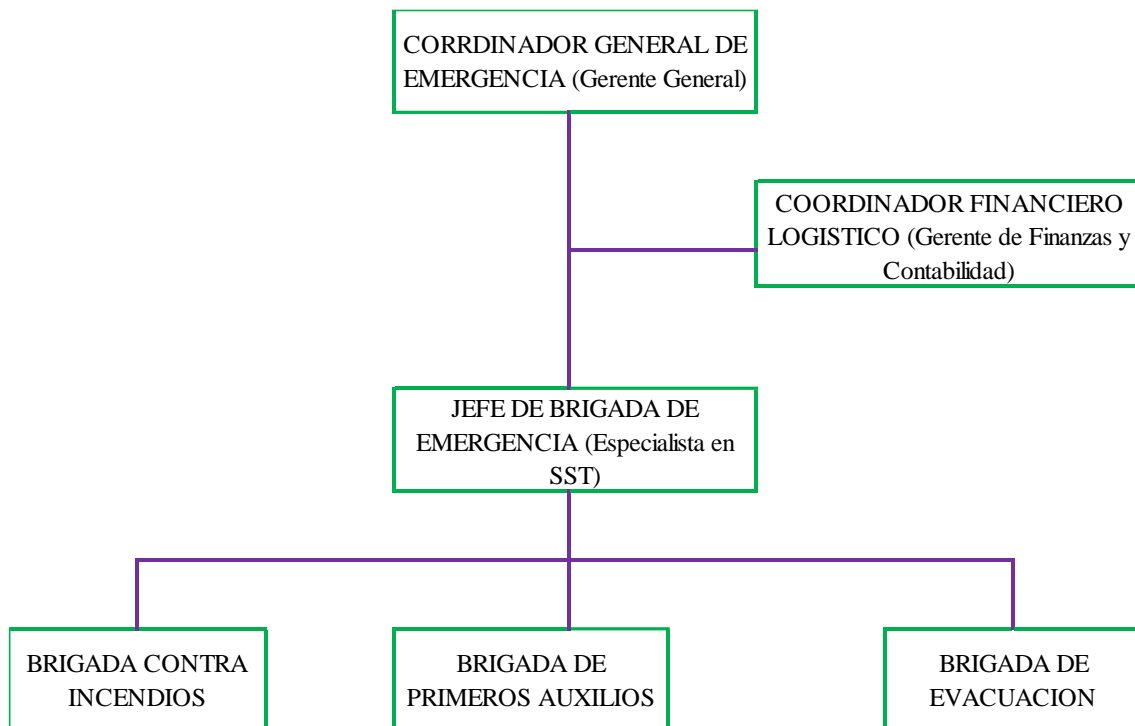 CORRDINADOR GENERAL DE
EMERGENCIA (Gerente General)
COORDINADOR FINANCIERO
LOGISTICO (Gerente de Finanzas y
Contabilidad)
JEFE DE BRIGADA DE
EMERGENCIA (Especialista en
SST)
BRIGADA CONTRA
INCENDIOS
BRIGADA DE
PRIMEROS AUXILIOS
BRIGADA DE
EVACUACION